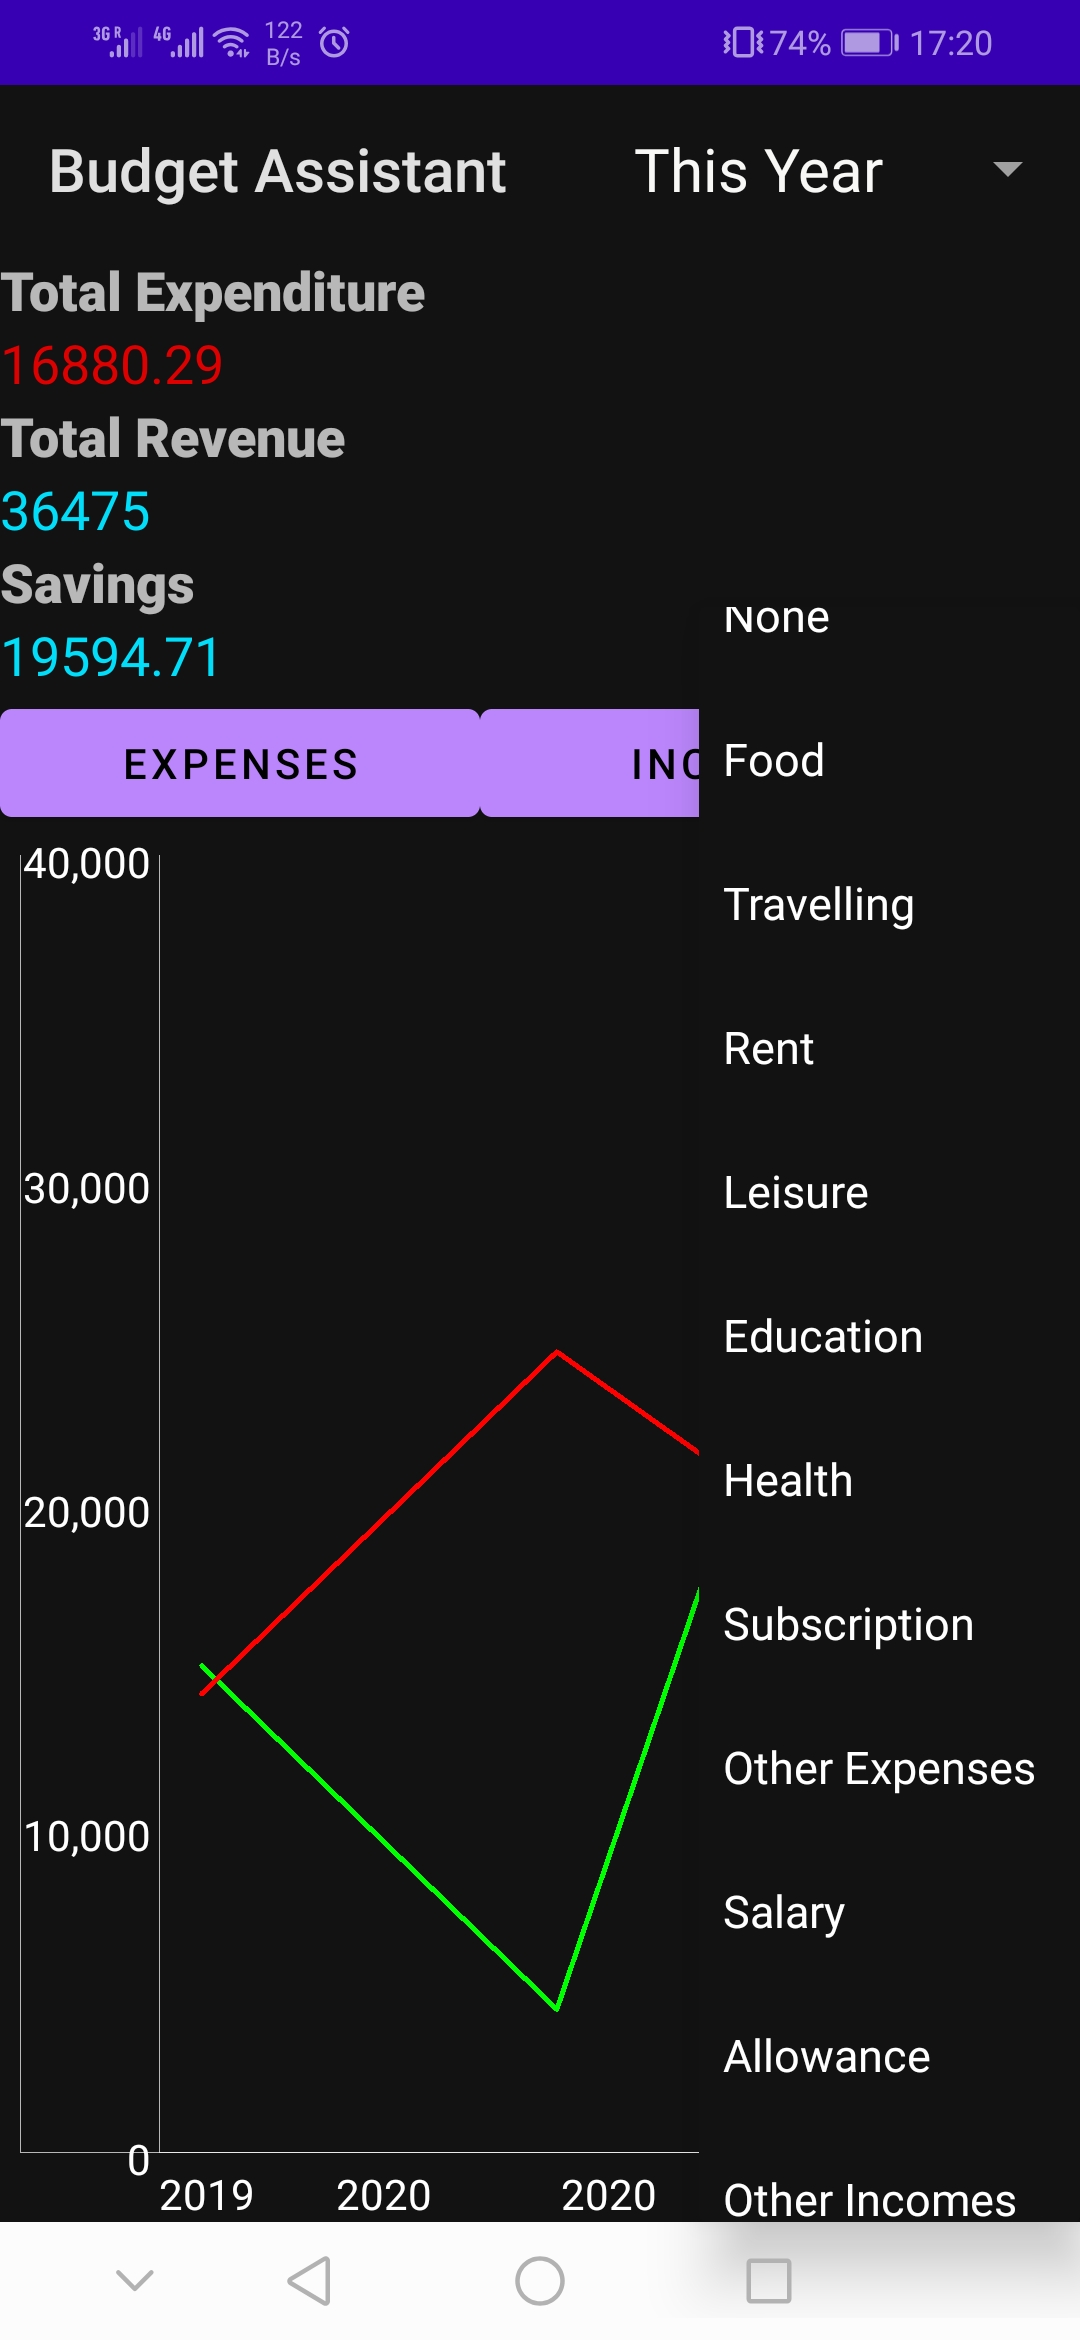 3G R 4G 122 B/s 74% 17:20
Budget Assistant This Year
Total Expenditure
16880.29
Total Revenue
36475
Savings
19594.71
EXPENSES INC
None
Food
Travelling
Rent
Leisure
Education
Health
Subscription
Other Expenses
Salary
Allowance
Other Incomes
40,000
30,000
20,000
10,000
0
2019 2020 2020